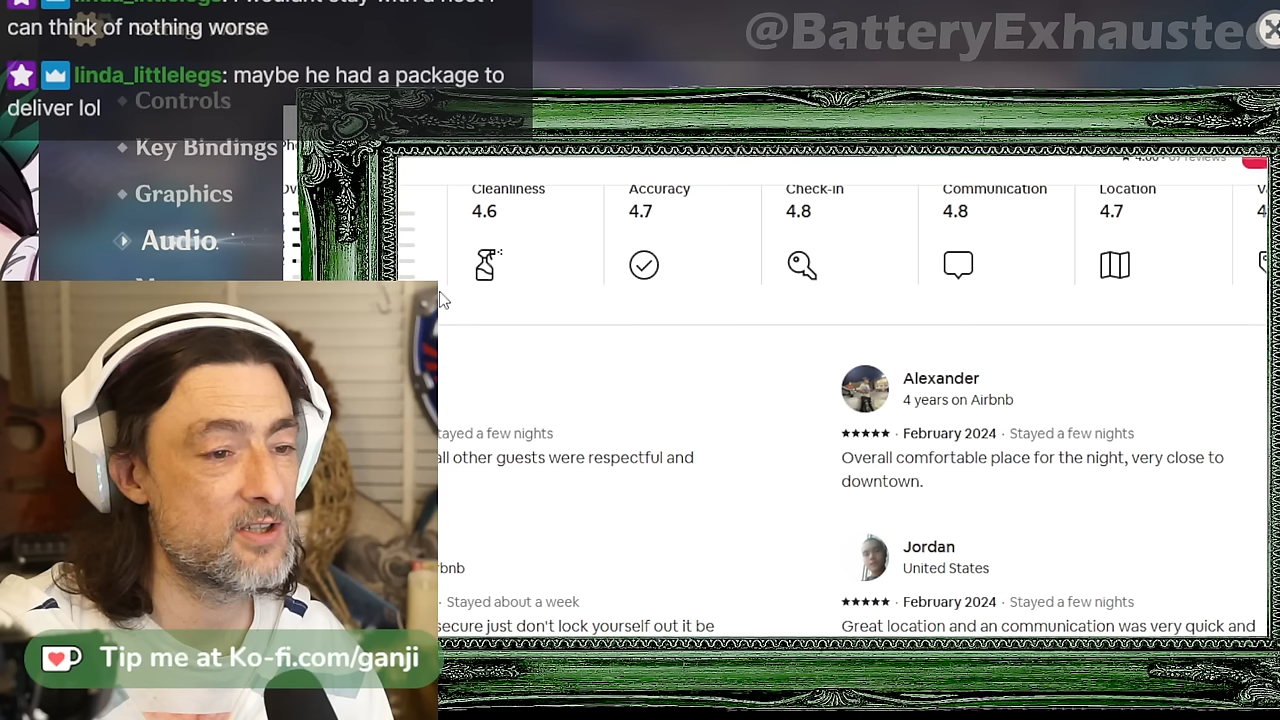 can think of nothing worse
linda_littlelegs: maybe he had a package to
deliver lol
@BatteryExhausted
Controls
Key Bindings
Graphics
Audio
Cleanliness
4.6
Accuracy
4.7
Check-in
4.8
Communication
4.8
Location
4.7
tayed a few nights
all other guests were respectful and
Alexander
4 years on Airbnb
★★★★★ · February 2024 · Stayed a few nights
Overall comfortable place for the night, very close to
downtown.
rbnb
· Stayed about a week
secure just don't lock yourself out it be
Jordan
United States
★★★★★ · February 2024 · Stayed a few nights
Great location and an communication was very quick and
Tip me at Ko-fi.com/ganji